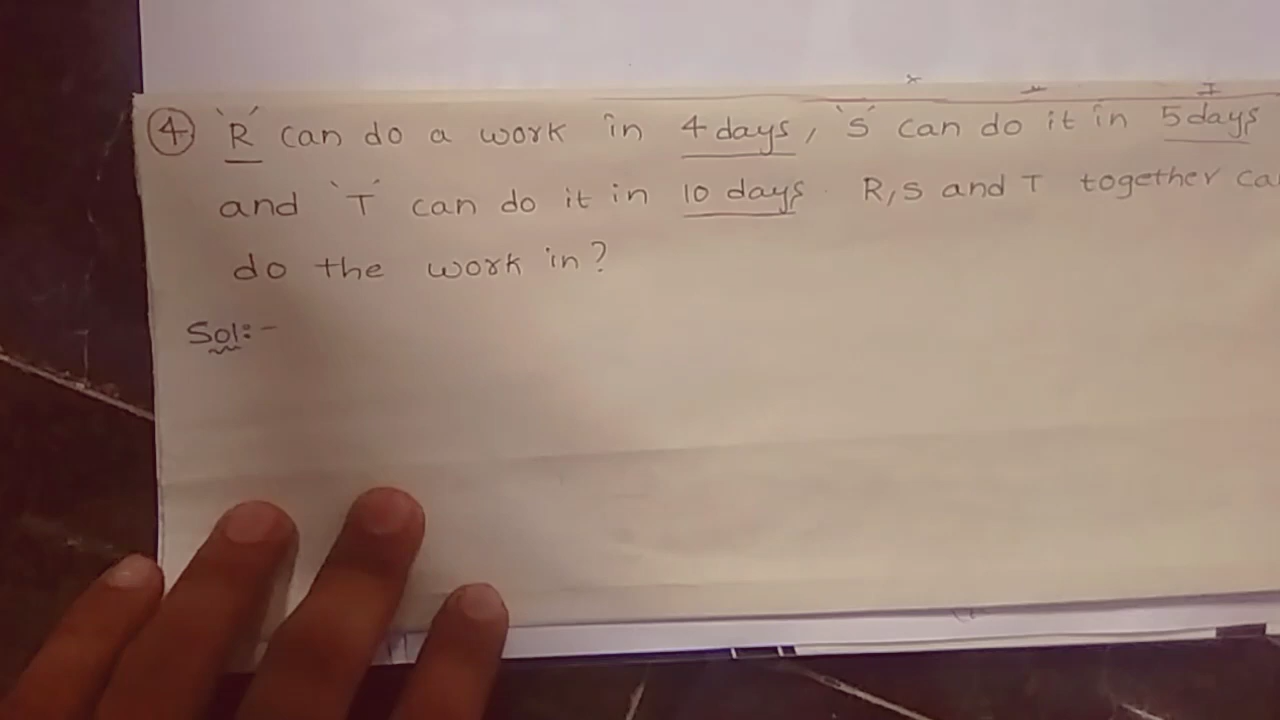 ④ 'R' can do a work in 4 days, 'S' can do it in 5 days
and 'T' can do it in 10 days. R,S and T together ca
do the work in?
Sol:-